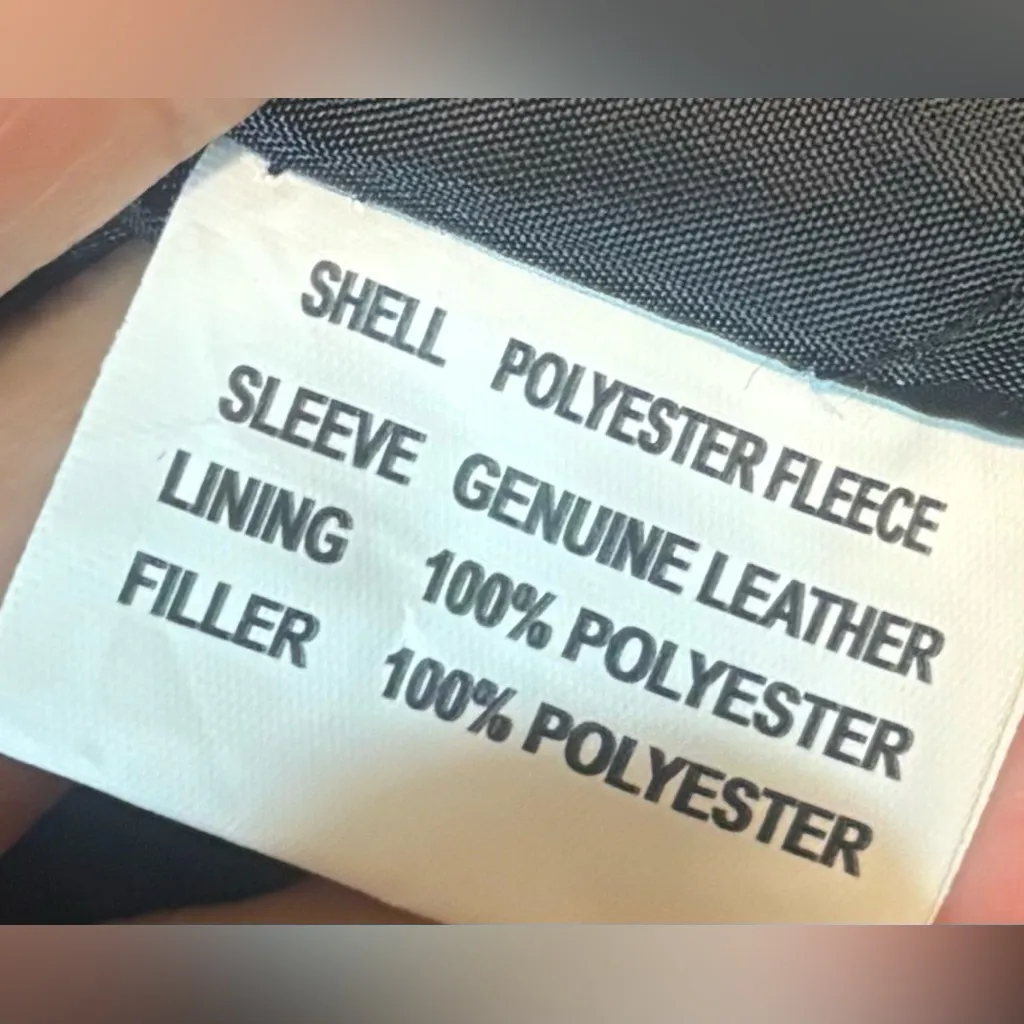 SHELL POLYESTER FLEECE
SLEEVE GENUINE LEATHER
LINING 100% POLYESTER
FILLER 100% POLYESTER